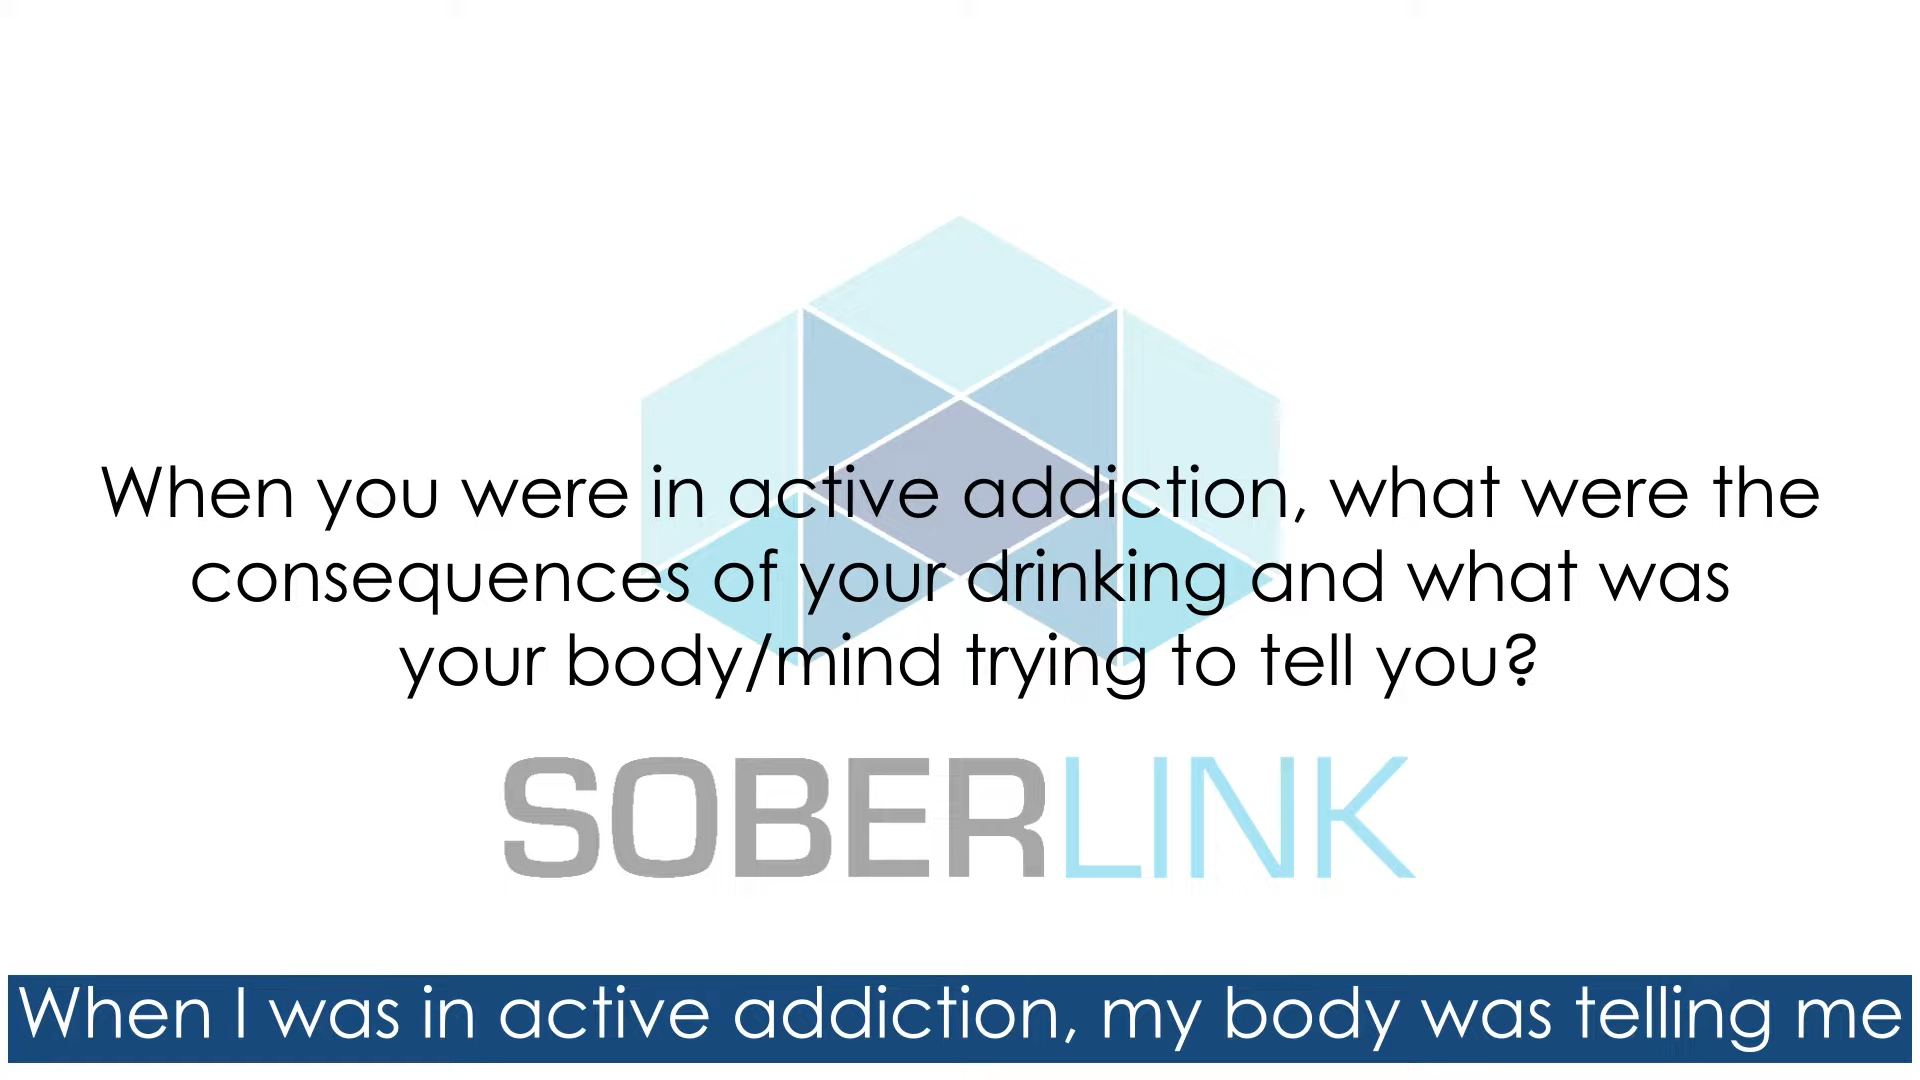 When you were in active addiction, what were the
consequences of your drinking and what was
your body/mind trying to tell you?
SOBERLINK
When I was in active addiction, my body was telling me